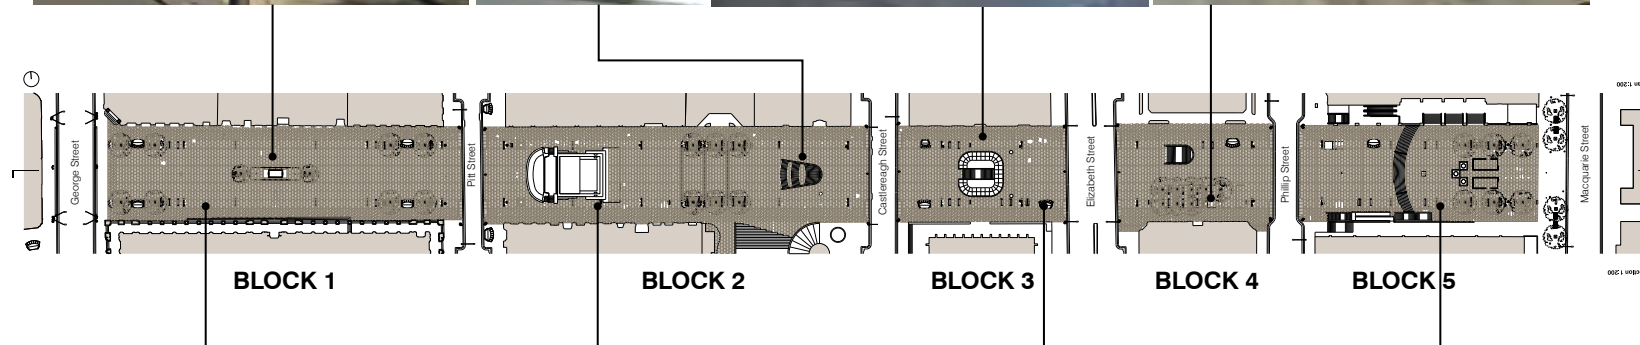 George Street
Pitt Street
Castlereagh Street
Elizabeth Street
Phillip Street
Macquarie Street
BLOCK 1
BLOCK 2
BLOCK 3
BLOCK 4
BLOCK 5